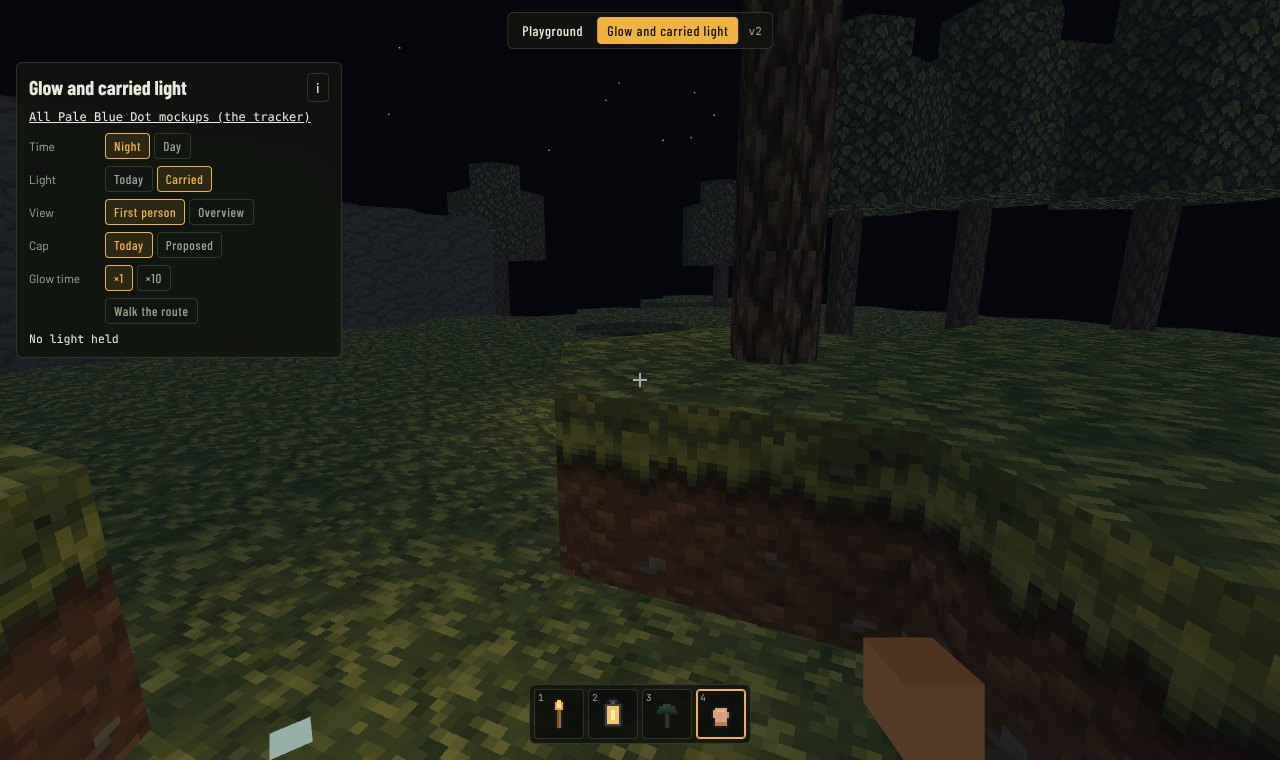 Playground Glow and carried light v2
Glow and carried light i
All Pale Blue Dot mockups (the tracker)
Time Night Day
Light Today Carried
View First person Overview
Cap Today Proposed
Glow time ×1 ×10
Walk the route
No light held
1 2 3 4